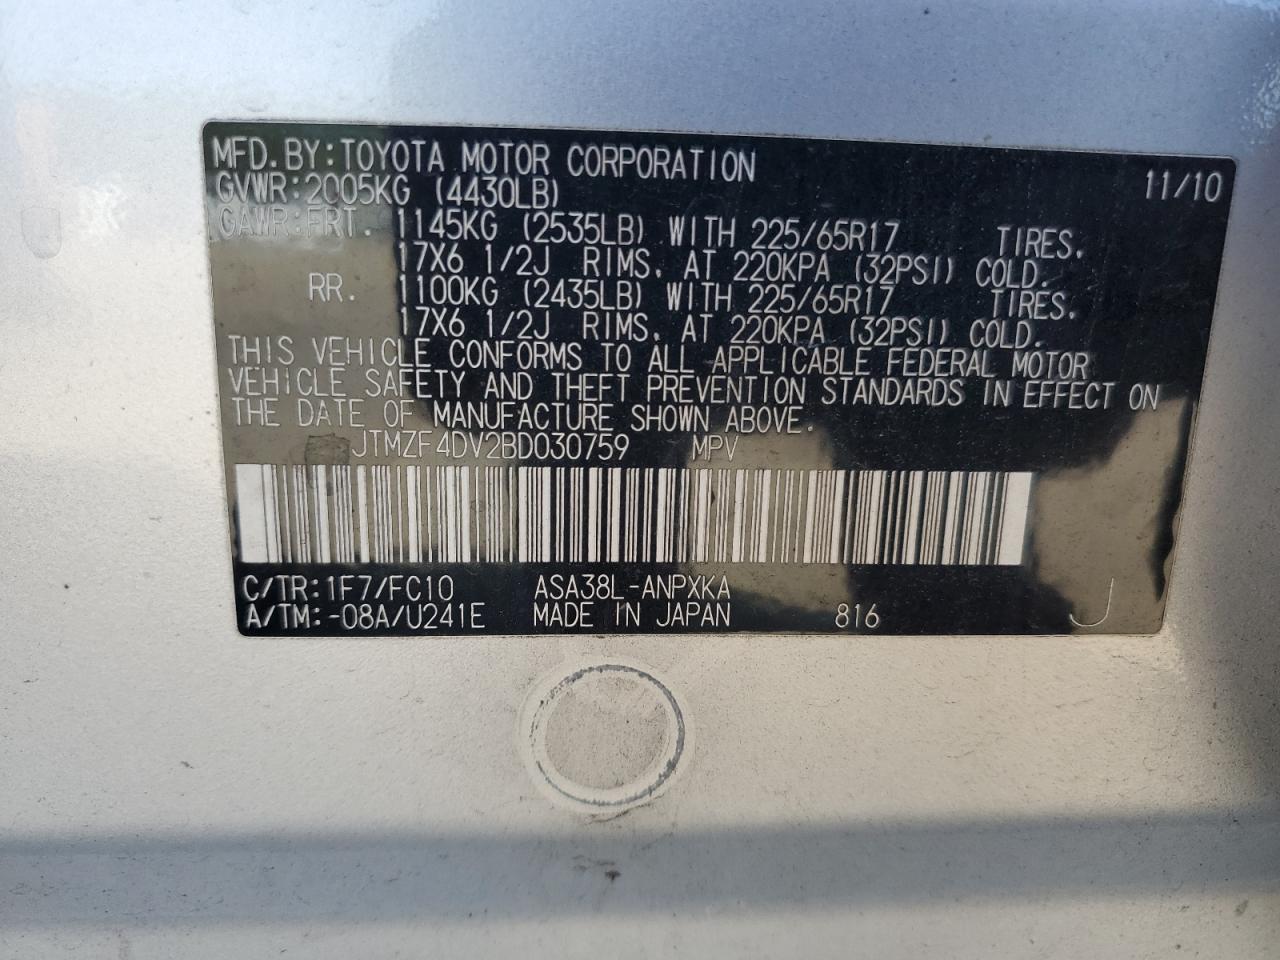 MFD.BY:TOYOTA MOTOR CORPORATION 11/10
GVWR:2005KG (4430LB)
GAWR:FRT. 1145KG (2535LB) WITH 225/65R17 TIRES.
17X6 1/2J RIMS, AT 220KPA (32PSI) COLD.
RR. 1100KG (2435LB) WITH 225/65R17 TIRES.
17X6 1/2J RIMS, AT 220KPA (32PSI) COLD.
THIS VEHICLE CONFORMS TO ALL APPLICABLE FEDERAL MOTOR
VEHICLE SAFETY AND THEFT PREVENTION STANDARDS IN EFFECT ON
THE DATE OF MANUFACTURE SHOWN ABOVE.
JTMZF4DV2BD030759 MPV
C/TR:1F7/FC10 ASA38L-ANPXKA
A/TM:-08A/U241E MADE IN JAPAN 816 J